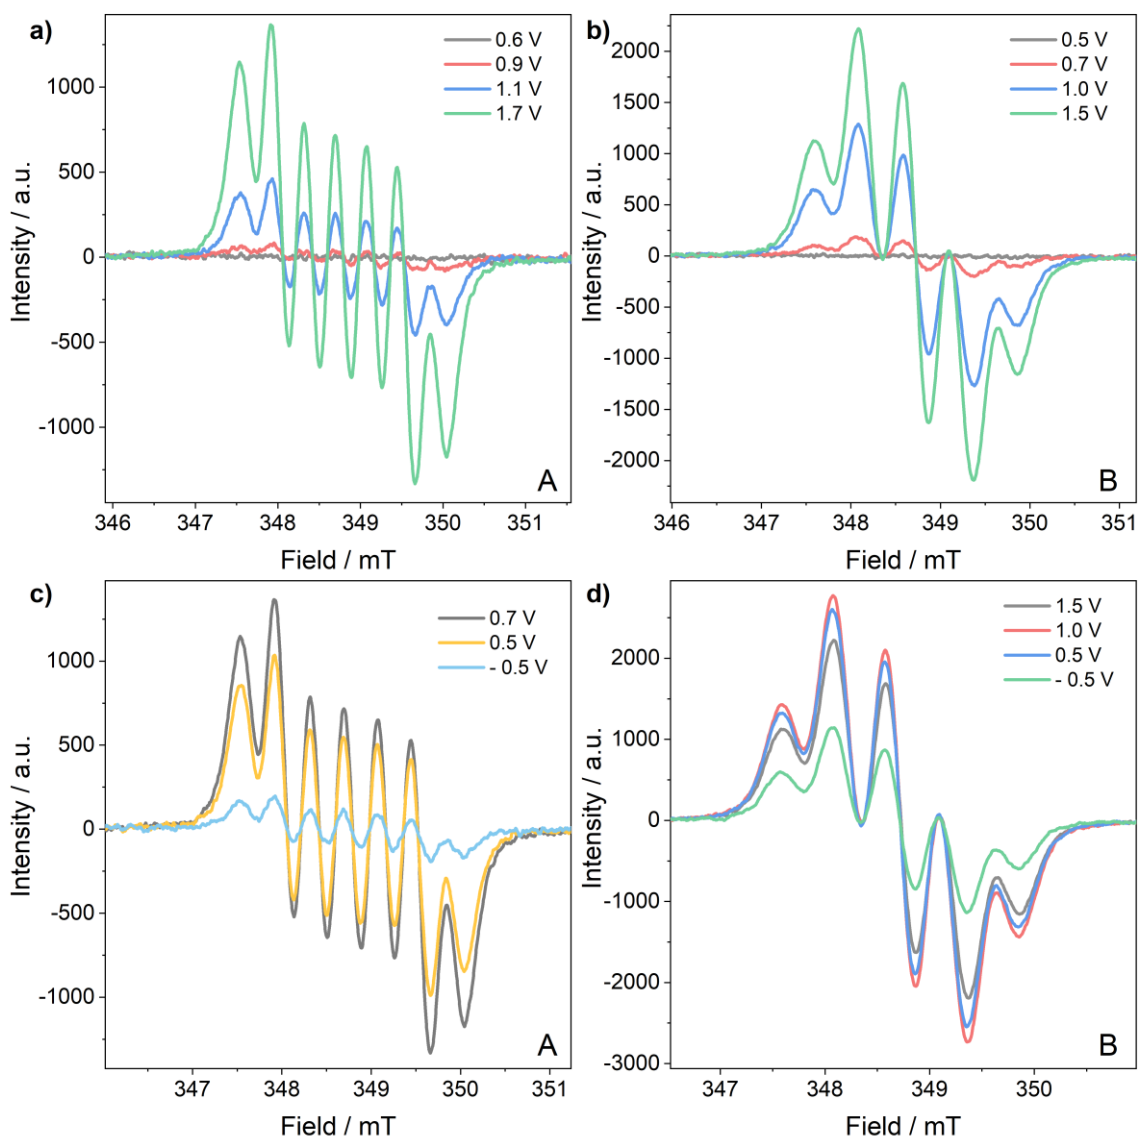 a)
0.6 V
0.9 V
1.1 V
1.7 V
1000
500
0
-500
-1000
Intensity / a.u.
A
346 347 348 349 350 351
Field / mT
b)
0.5 V
0.7 V
1.0 V
1.5 V
2000
1500
1000
500
0
-500
-1000
-1500
-2000
Intensity / a.u.
B
346 347 348 349 350 351
Field / mT
c)
0.7 V
0.5 V
- 0.5 V
1000
500
0
-500
-1000
Intensity / a.u.
A
347 348 349 350 351
Field / mT
d)
1.5 V
1.0 V
0.5 V
- 0.5 V
2000
1000
0
-1000
-2000
-3000
Intensity / a.u.
B
347 348 349 350
Field / mT